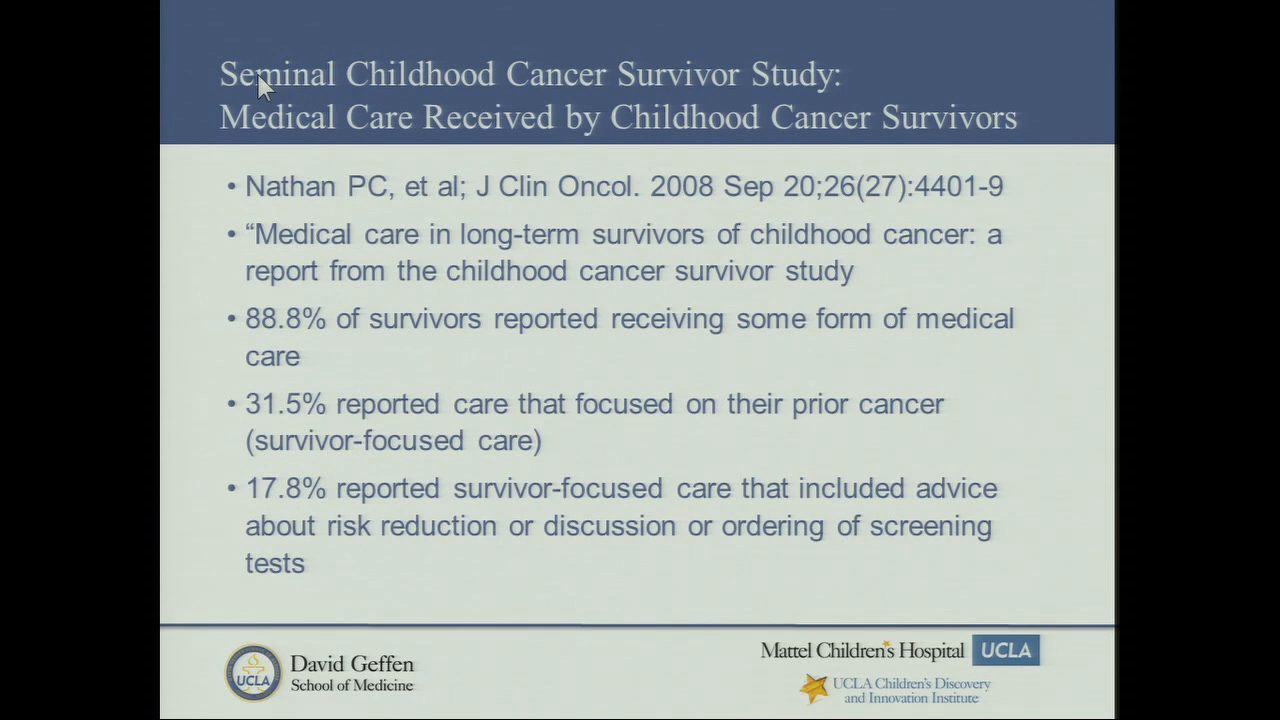 Seminal Childhood Cancer Survivor Study:
Medical Care Received by Childhood Cancer Survivors
• Nathan PC, et al; J Clin Oncol. 2008 Sep 20;26(27):4401-9
• “Medical care in long-term survivors of childhood cancer: a
report from the childhood cancer survivor study
• 88.8% of survivors reported receiving some form of medical
care
• 31.5% reported care that focused on their prior cancer
(survivor-focused care)
• 17.8% reported survivor-focused care that included advice
about risk reduction or discussion or ordering of screening
tests
UCLA
David Geffen
School of Medicine
Mattel Children's Hospital UCLA
UCLA Children's Discovery
and Innovation Institute